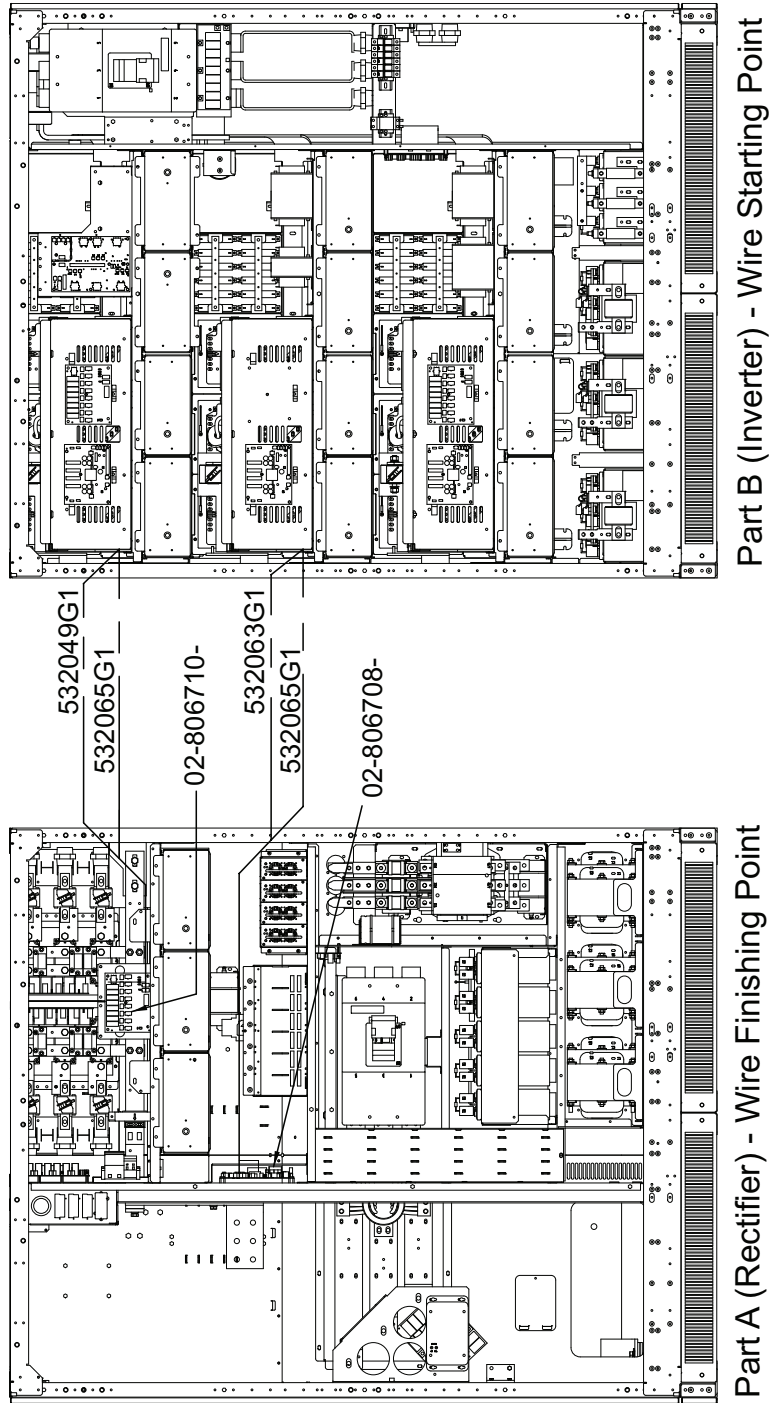 532049G1
532065G1
02-806710-
532063G1
532065G1
02-806708-
Part A (Rectifier) - Wire Finishing Point
Part B (Inverter) - Wire Starting Point